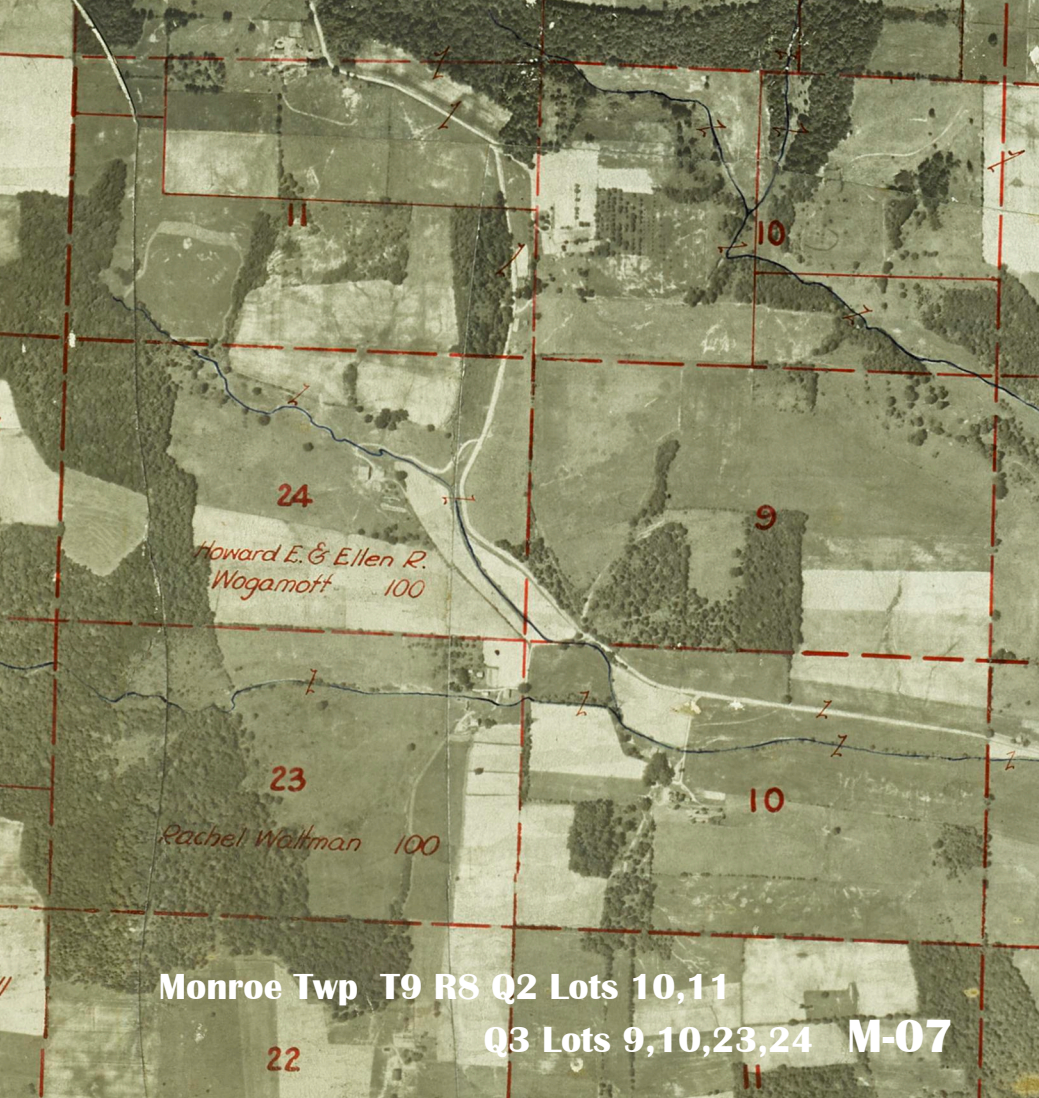 11
10
24
9
Howard E. & Ellen R.
Wogamott 100
23
10
Rachel Waltman 100
Monroe Twp T9 R8 Q2 Lots 10,11
Q3 Lots 9,10,23,24 M-07
22
11